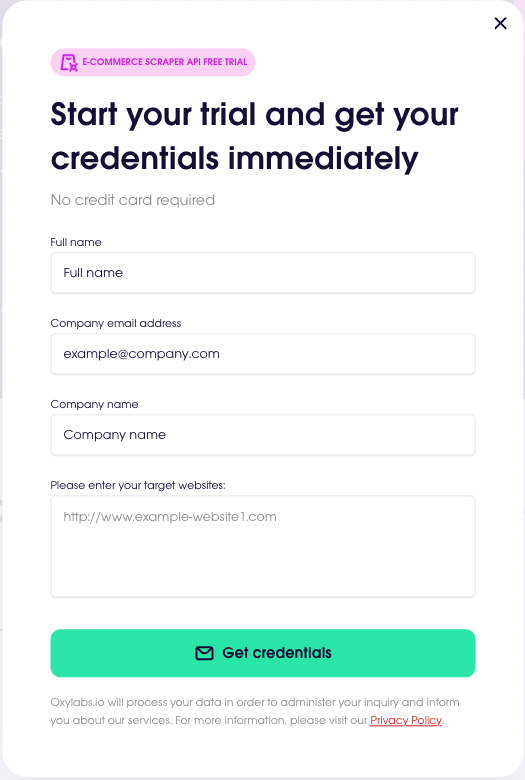 E-COMMERCE SCRAPER API FREE TRIAL
Start your trial and get your
credentials immediately
No credit card required
Full name
Full name
Company email address
example@company.com
Company name
Company name
Please enter your target websites:
http://www.example-website1.com
Get credentials
Oxylabs.io will process your data in order to administer your inquiry and inform
you about our services. For more information, please visit our Privacy Policy.